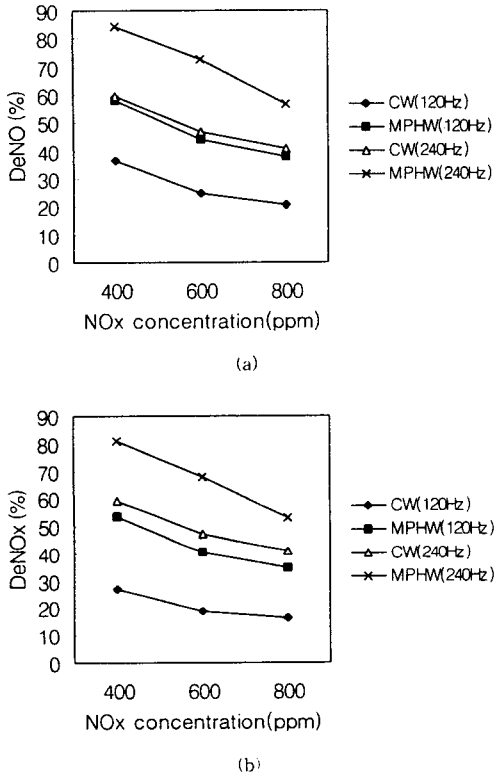 90
80
70
60
50
40
30
20
10
0
DeNO (%)
400 600 800
NOx concentration(ppm)
CW(120Hz)
MPHW(120Hz)
CW(240Hz)
MPHW(240Hz)
(a)
90
80
70
60
50
40
30
20
10
0
DeNOx (%)
400 600 800
NOx concentration(ppm)
CW(120Hz)
MPHW(120Hz)
CW(240Hz)
MPHW(240Hz)
(b)